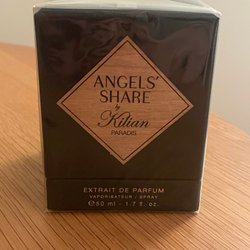 ANGELS'
SHARE
by
Kilian
PARADIS
EXTRAIT DE PARFUM
VAPORISATEUR / SPRAY
℮50 ml - 1.7 fl. oz.